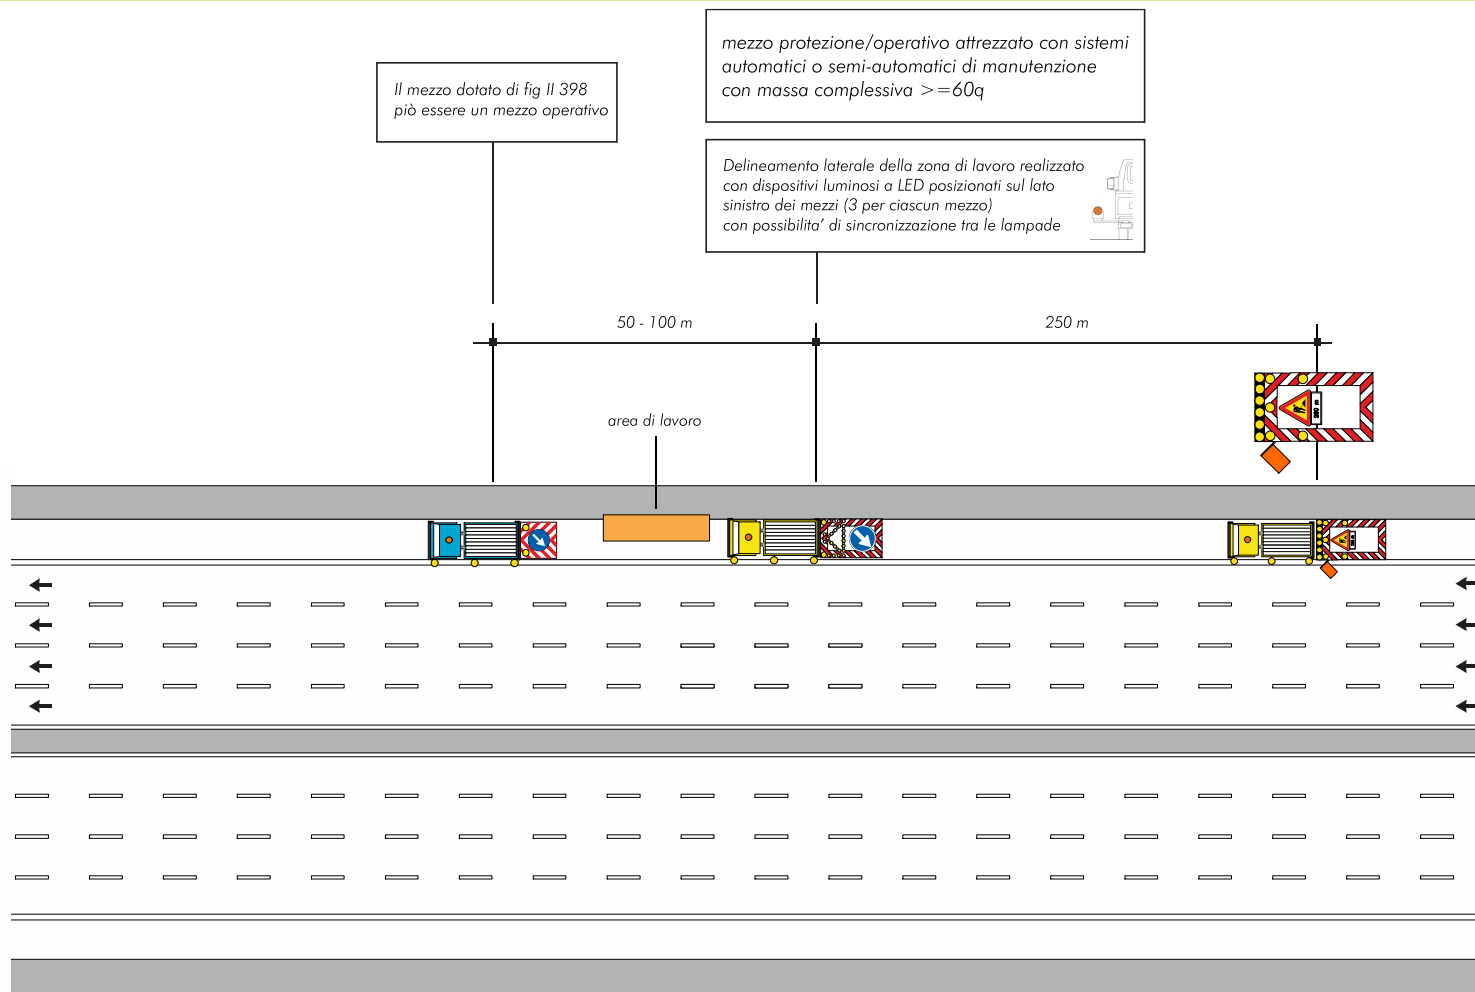 mezzo protezione/operativo attrezzato con sistemi
automatici o semi-automatici di manutenzione
con massa complessiva >=60q
Il mezzo dotato di fig II 398
piò essere un mezzo operativo
Delineamento laterale della zona di lavoro realizzato
con dispositivi luminosi a LED posizionati sul lato
sinistro dei mezzi (3 per ciascun mezzo)
con possibilita' di sincronizzazione tra le lampade
50 - 100 m
250 m
area di lavoro
250 m